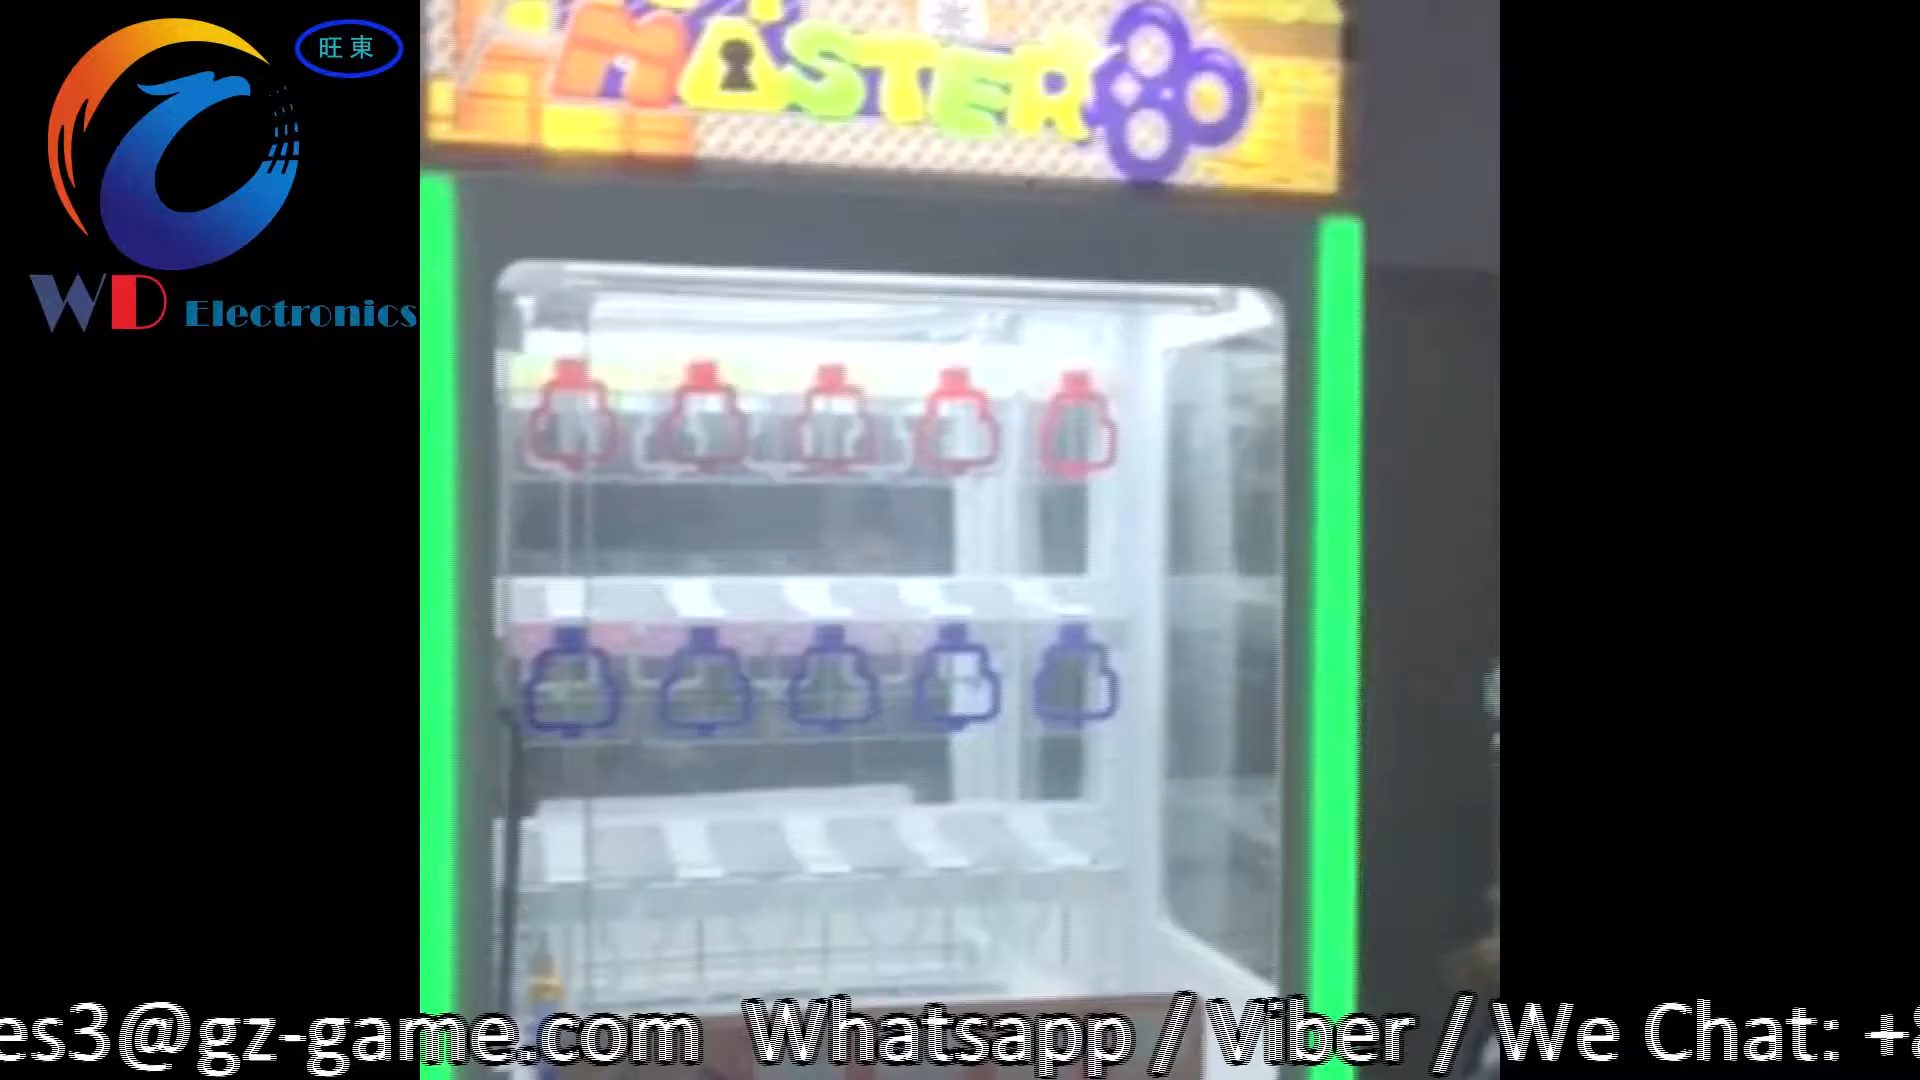 旺東
WD Electronics
MASTER
es3@gz-game.com Whatsapp / Viber / We Chat: +8